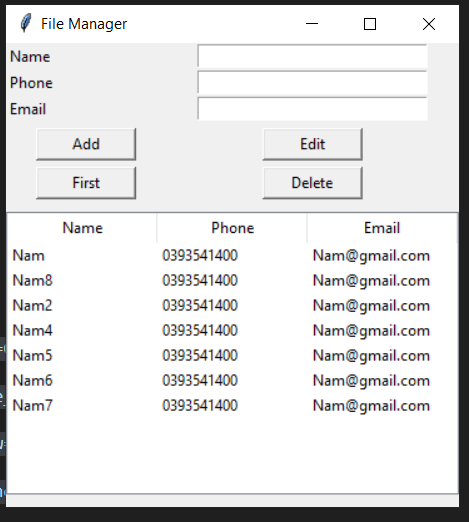 File Manager
Name
Phone
Email
Add Edit
First Delete
Name Phone Email
Nam 0393541400 Nam@gmail.com
Nam8 0393541400 Nam@gmail.com
Nam2 0393541400 Nam@gmail.com
Nam4 0393541400 Nam@gmail.com
Nam5 0393541400 Nam@gmail.com
Nam6 0393541400 Nam@gmail.com
Nam7 0393541400 Nam@gmail.com